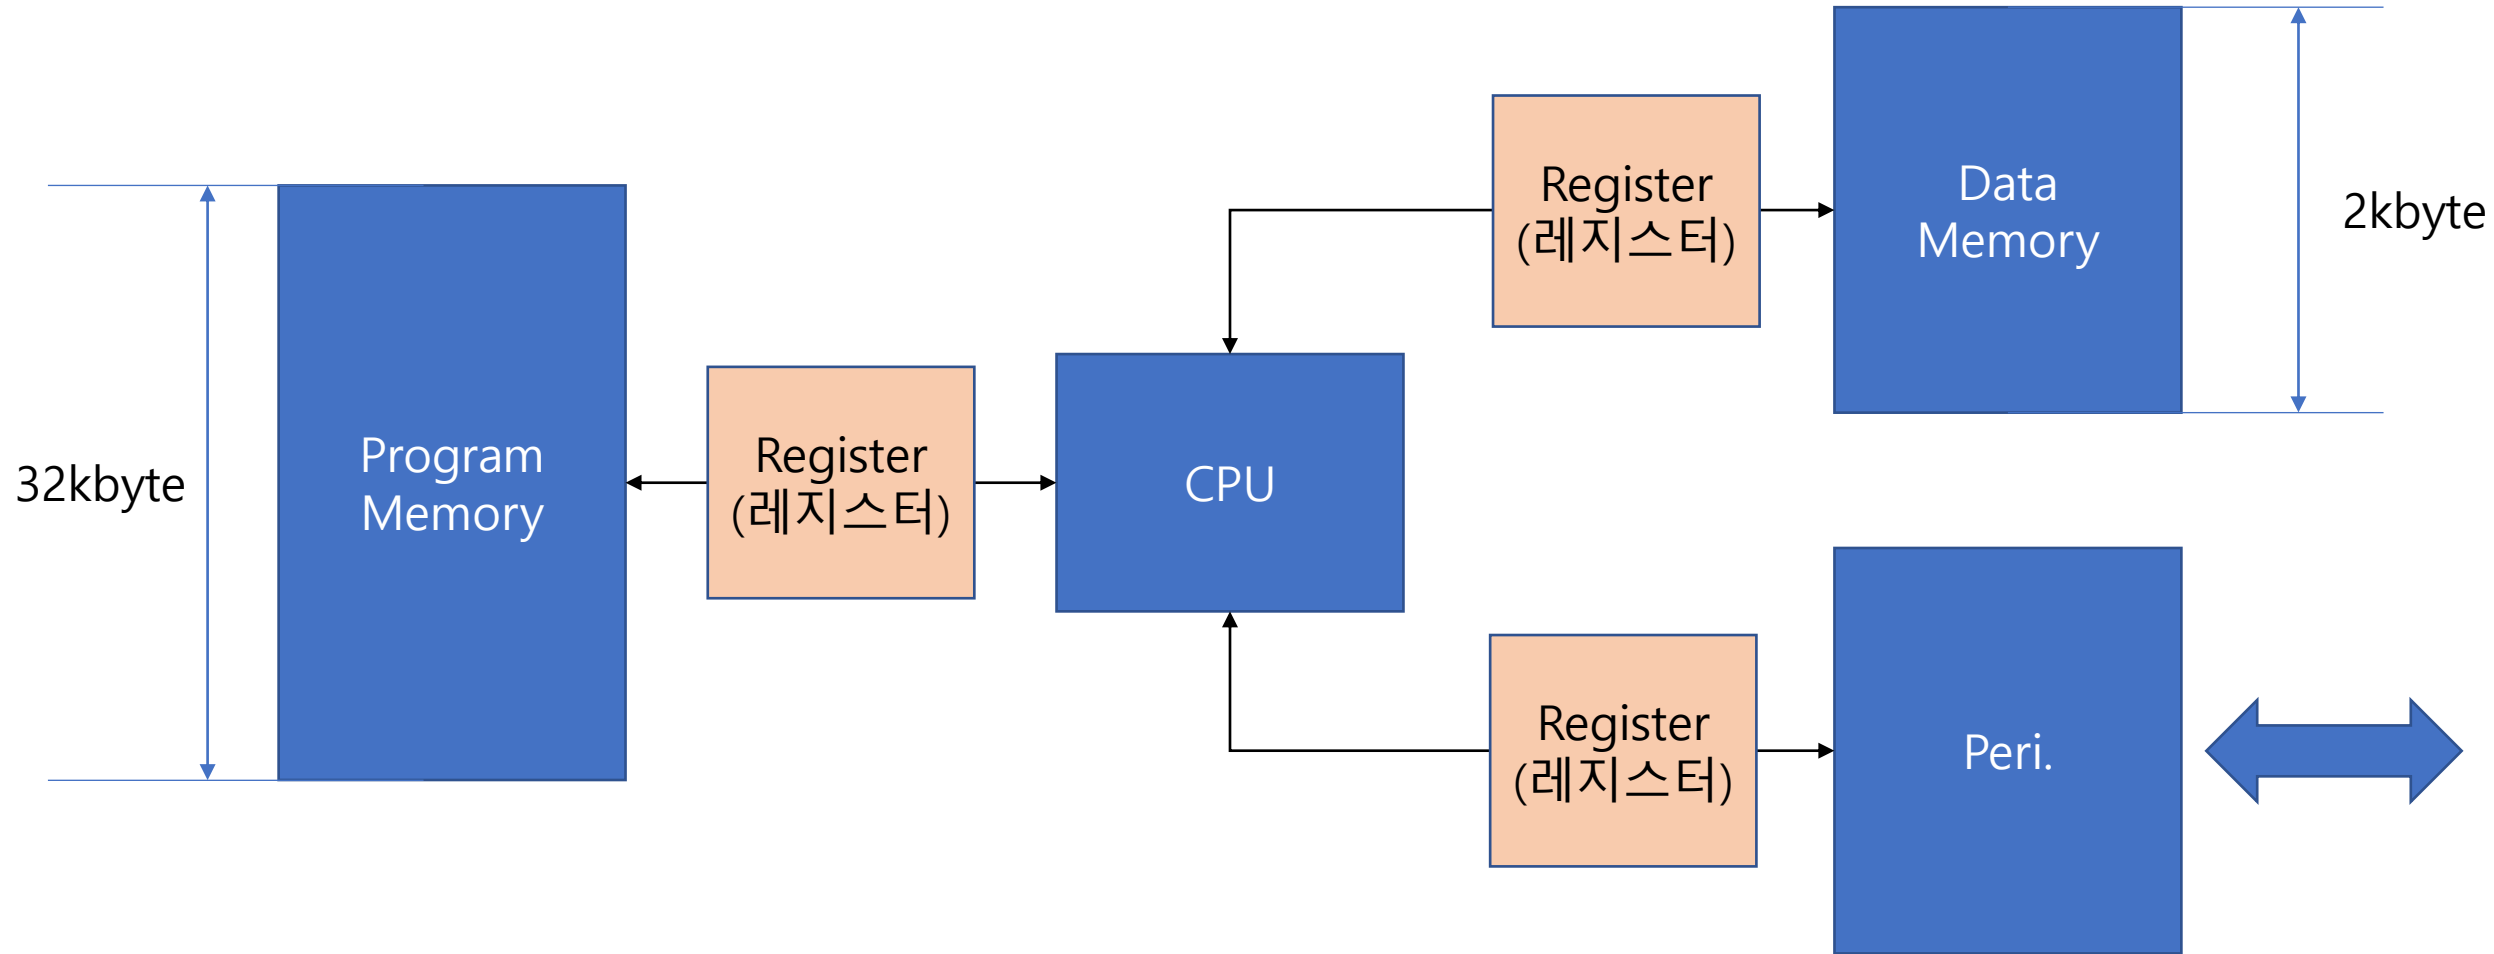 32kbyte
Program
Memory
Register
(레지스터)
CPU
Register
(레지스터)
Data
Memory
2kbyte
Register
(레지스터)
Peri.